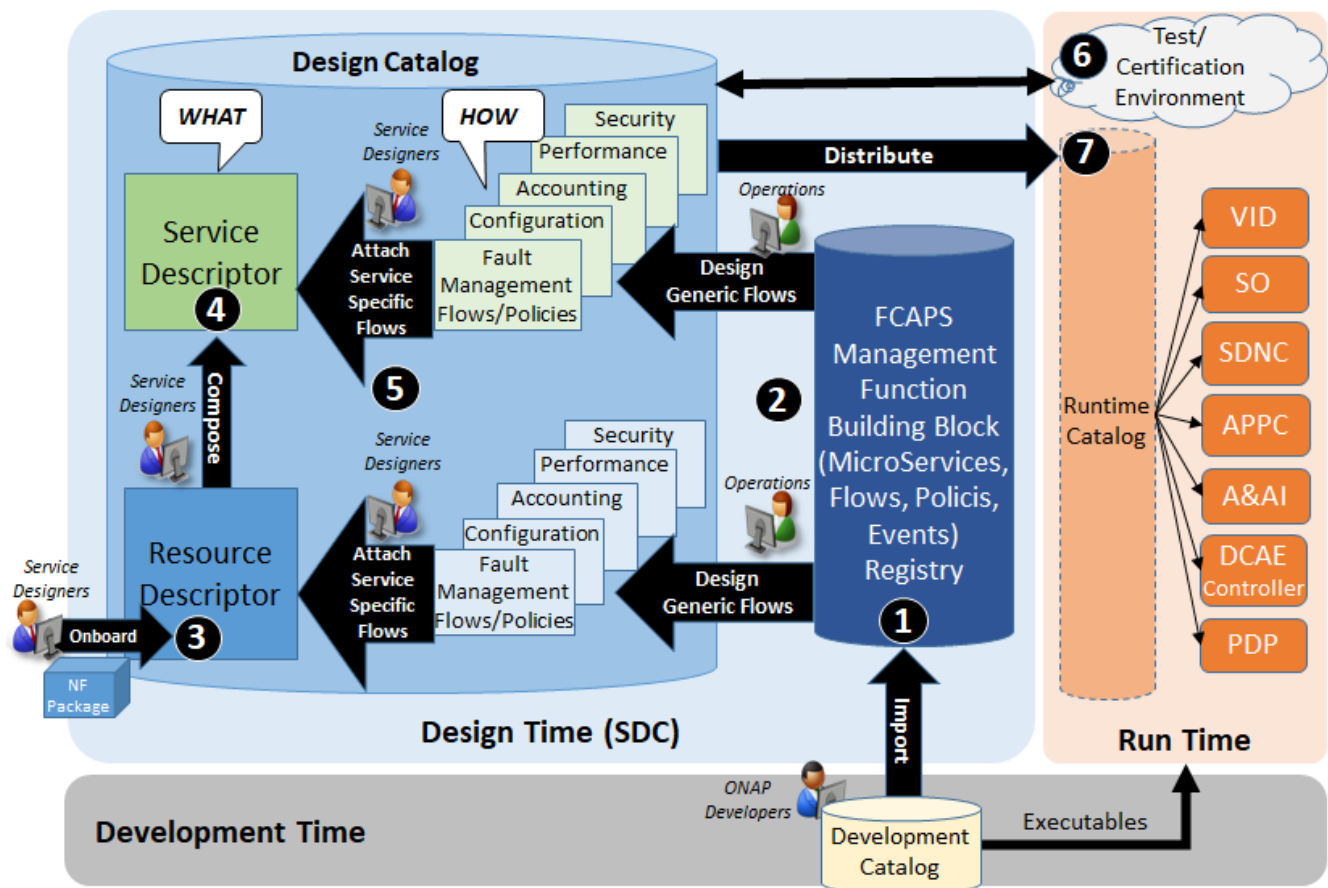 Design Catalog
WHAT
Service
Designers
HOW
Security
Performance
Accounting
Configuration
Fault
Management
Flows/Policies
Service
Descriptor
4
Attach
Service
Specific
Flows
5
Operations
Design
Generic Flows
2
Distribute
6
Test/
Certification
Environment
7
Runtime
Catalog
VID
SO
SDNC
APPC
A&AI
DCAE
Controller
PDP
FCAPS
Management
Function
Building Block
(MicroServices,
Flows, Policis,
Events)
Registry
1
Service
Designers
Compose
Service
Designers
Security
Performance
Accounting
Configuration
Fault
Management
Flows/Policies
Attach
Service
Specific
Flows
Operations
Design
Generic Flows
Resource
Descriptor
3
Service
Designers
Onboard
NF
Package
Design Time (SDC)
Import
Run Time
ONAP
Developers
Development Time
Development
Catalog
Executables